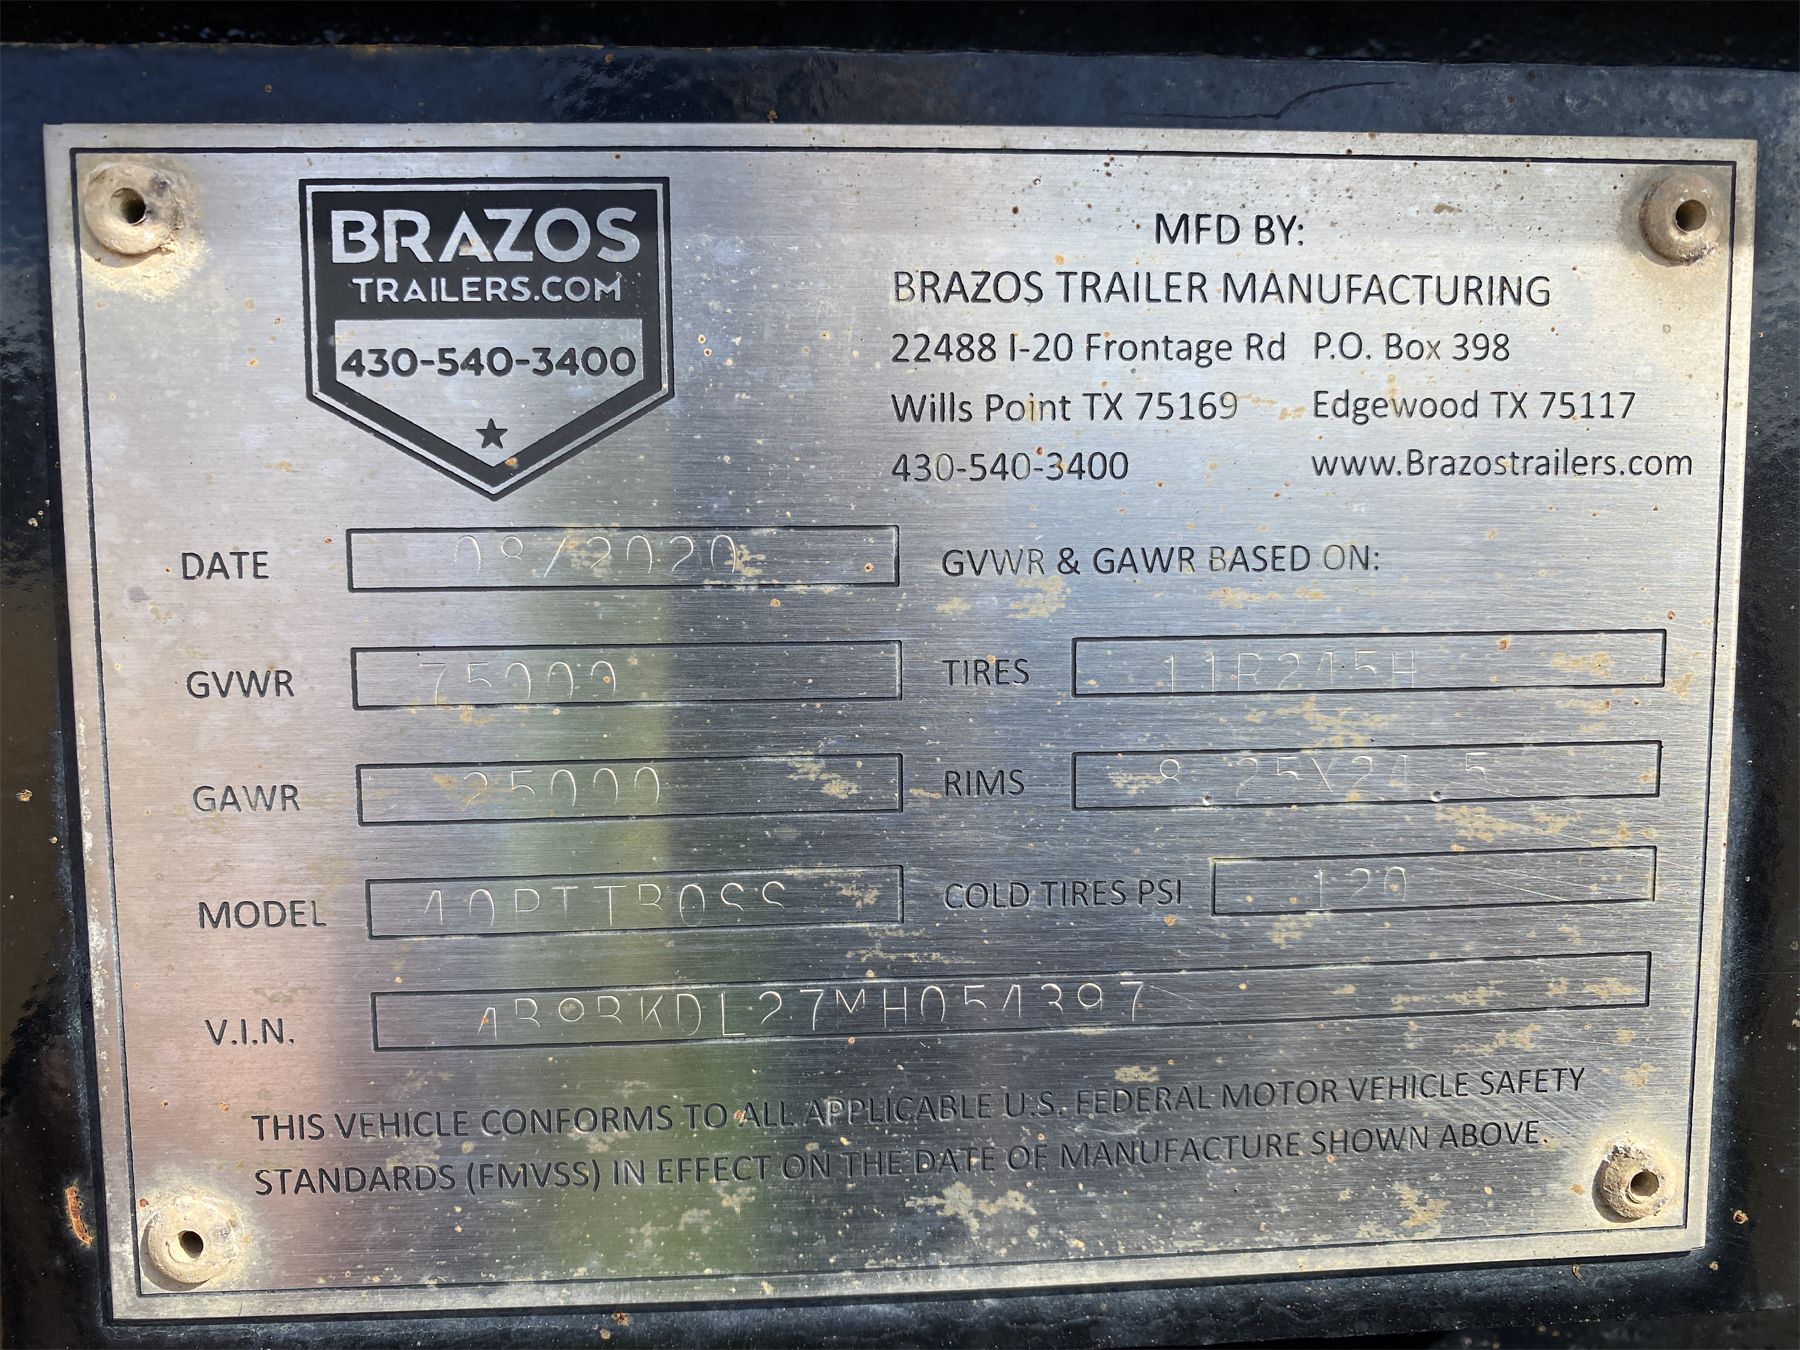 BRAZOS
TRAILERS.COM
430-540-3400
MFD BY:
BRAZOS TRAILER MANUFACTURING
22488 I-20 Frontage Rd P.O. Box 398
Wills Point TX 75169 Edgewood TX 75117
430-540-3400 www.Brazostrailers.com
DATE 08/2020 GVWR & GAWR BASED ON:
GVWR 75000 TIRES 11R245H
GAWR 25000 RIMS 8.25X24.5
MODEL COLD TIRES PSI 120
V.I.N. 4B9BKDL27MH054397
THIS VEHICLE CONFORMS TO ALL APPLICABLE U.S. FEDERAL MOTOR VEHICLE SAFETY
STANDARDS (FMVSS) IN EFFECT ON THE DATE OF MANUFACTURE SHOWN ABOVE.